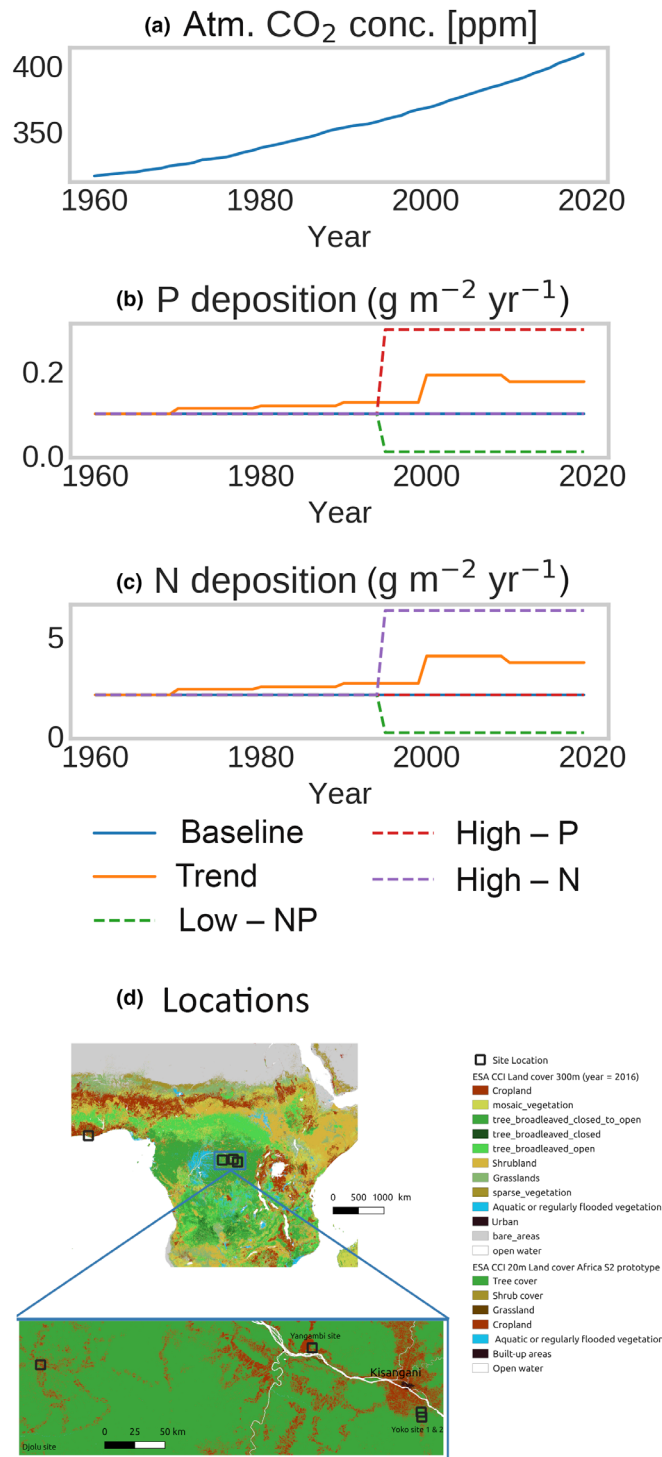 (a) Atm. CO₂ conc. [ppm]
400
350
1960 1980 2000 2020
Year
(b) P deposition (g m⁻² yr⁻¹)
0.2
0.0
1960 1980 2000 2020
Year
(c) N deposition (g m⁻² yr⁻¹)
5
0
1960 1980 2000 2020
Year
Baseline
High – P
Trend
High – N
Low – NP
(d) Locations
0 500 1000 km
Site Location
ESA CCI Land cover 300m (year = 2016)
Cropland
mosaic_vegetation
tree_broadleaved_closed_to_open
tree_broadleaved_closed
tree_broadleaved_open
Shrubland
Grasslands
sparse_vegetation
Aquatic or regularly flooded vegetation
Urban
bare_areas
open water
ESA CCI 20m Land cover Africa S2 prototype
Tree cover
Shrub cover
Grassland
Cropland
Aquatic or regularly flooded vegetation
Built-up areas
Open water
Yangambi site
Kisangani
Yoko site 1 & 2
0 25 50 km
Djolu site